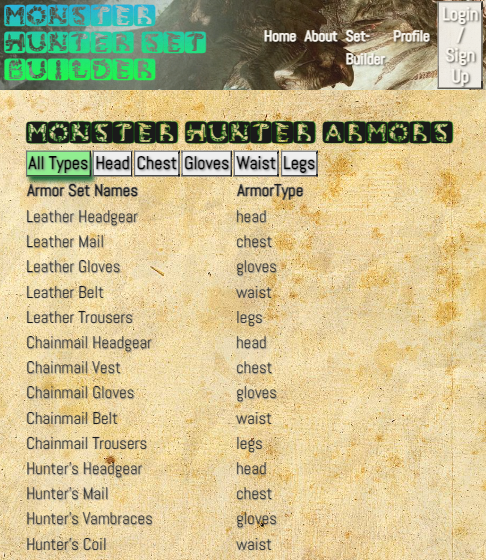 MONSTER
HUNTER SET
BUILDER
Home About Set-Builder Profile
Login / Sign Up
MONSTER HUNTER ARMORS
All Types Head Chest Gloves Waist Legs
Armor Set Names ArmorType
Leather Headgear head
Leather Mail chest
Leather Gloves gloves
Leather Belt waist
Leather Trousers legs
Chainmail Headgear head
Chainmail Vest chest
Chainmail Gloves gloves
Chainmail Belt waist
Chainmail Trousers legs
Hunter's Headgear head
Hunter's Mail chest
Hunter's Vambraces gloves
Hunter's Coil waist